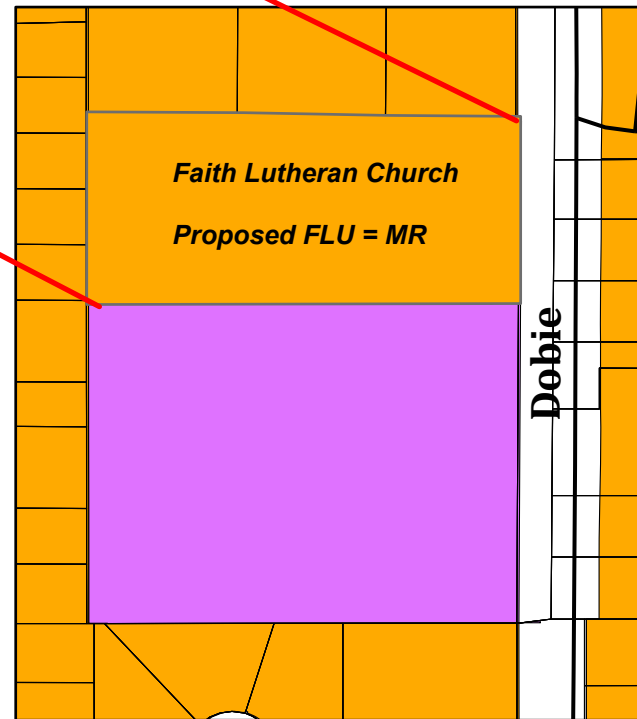 Faith Lutheran Church
Proposed FLU = MR
Dobie